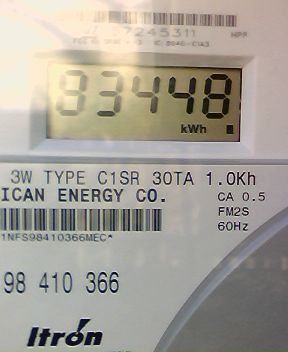 57245311
83448
kWh
3W TYPE C1SR 30TA 1.0Kh
ICAN ENERGY CO.
CA 0.5
FM2S
60Hz
1NFS98410366MEC*
98 410 366
Itrón